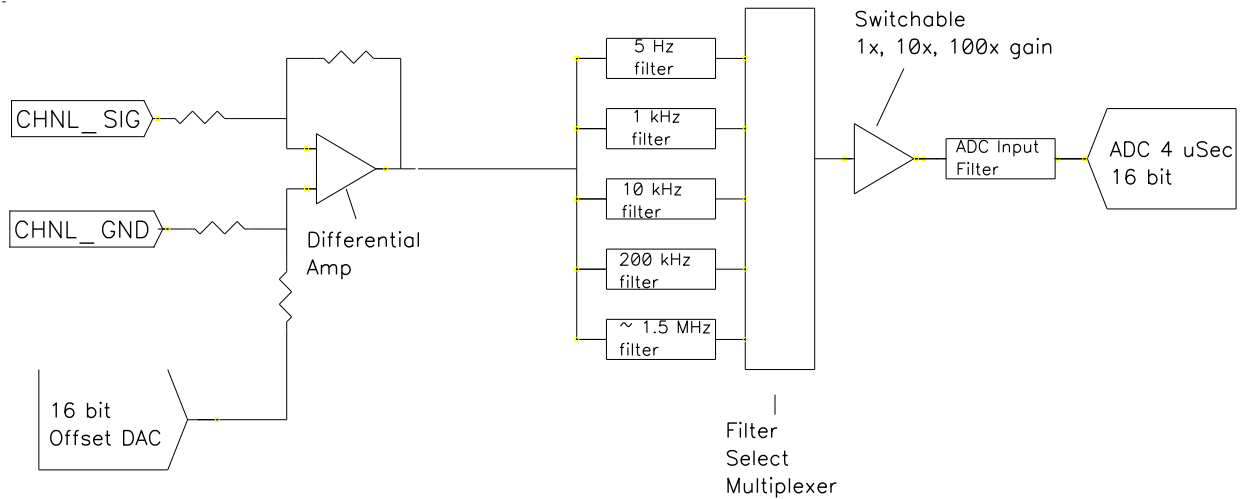 Switchable
1x, 10x, 100x gain
5 Hz
filter
CHNL_SIG
1 kHz
filter
ADC Input
Filter
ADC 4 uSec
16 bit
10 kHz
filter
CHNL_GND
Differential
Amp
200 kHz
filter
~ 1.5 MHz
filter
16 bit
Offset DAC
Filter
Select
Multiplexer